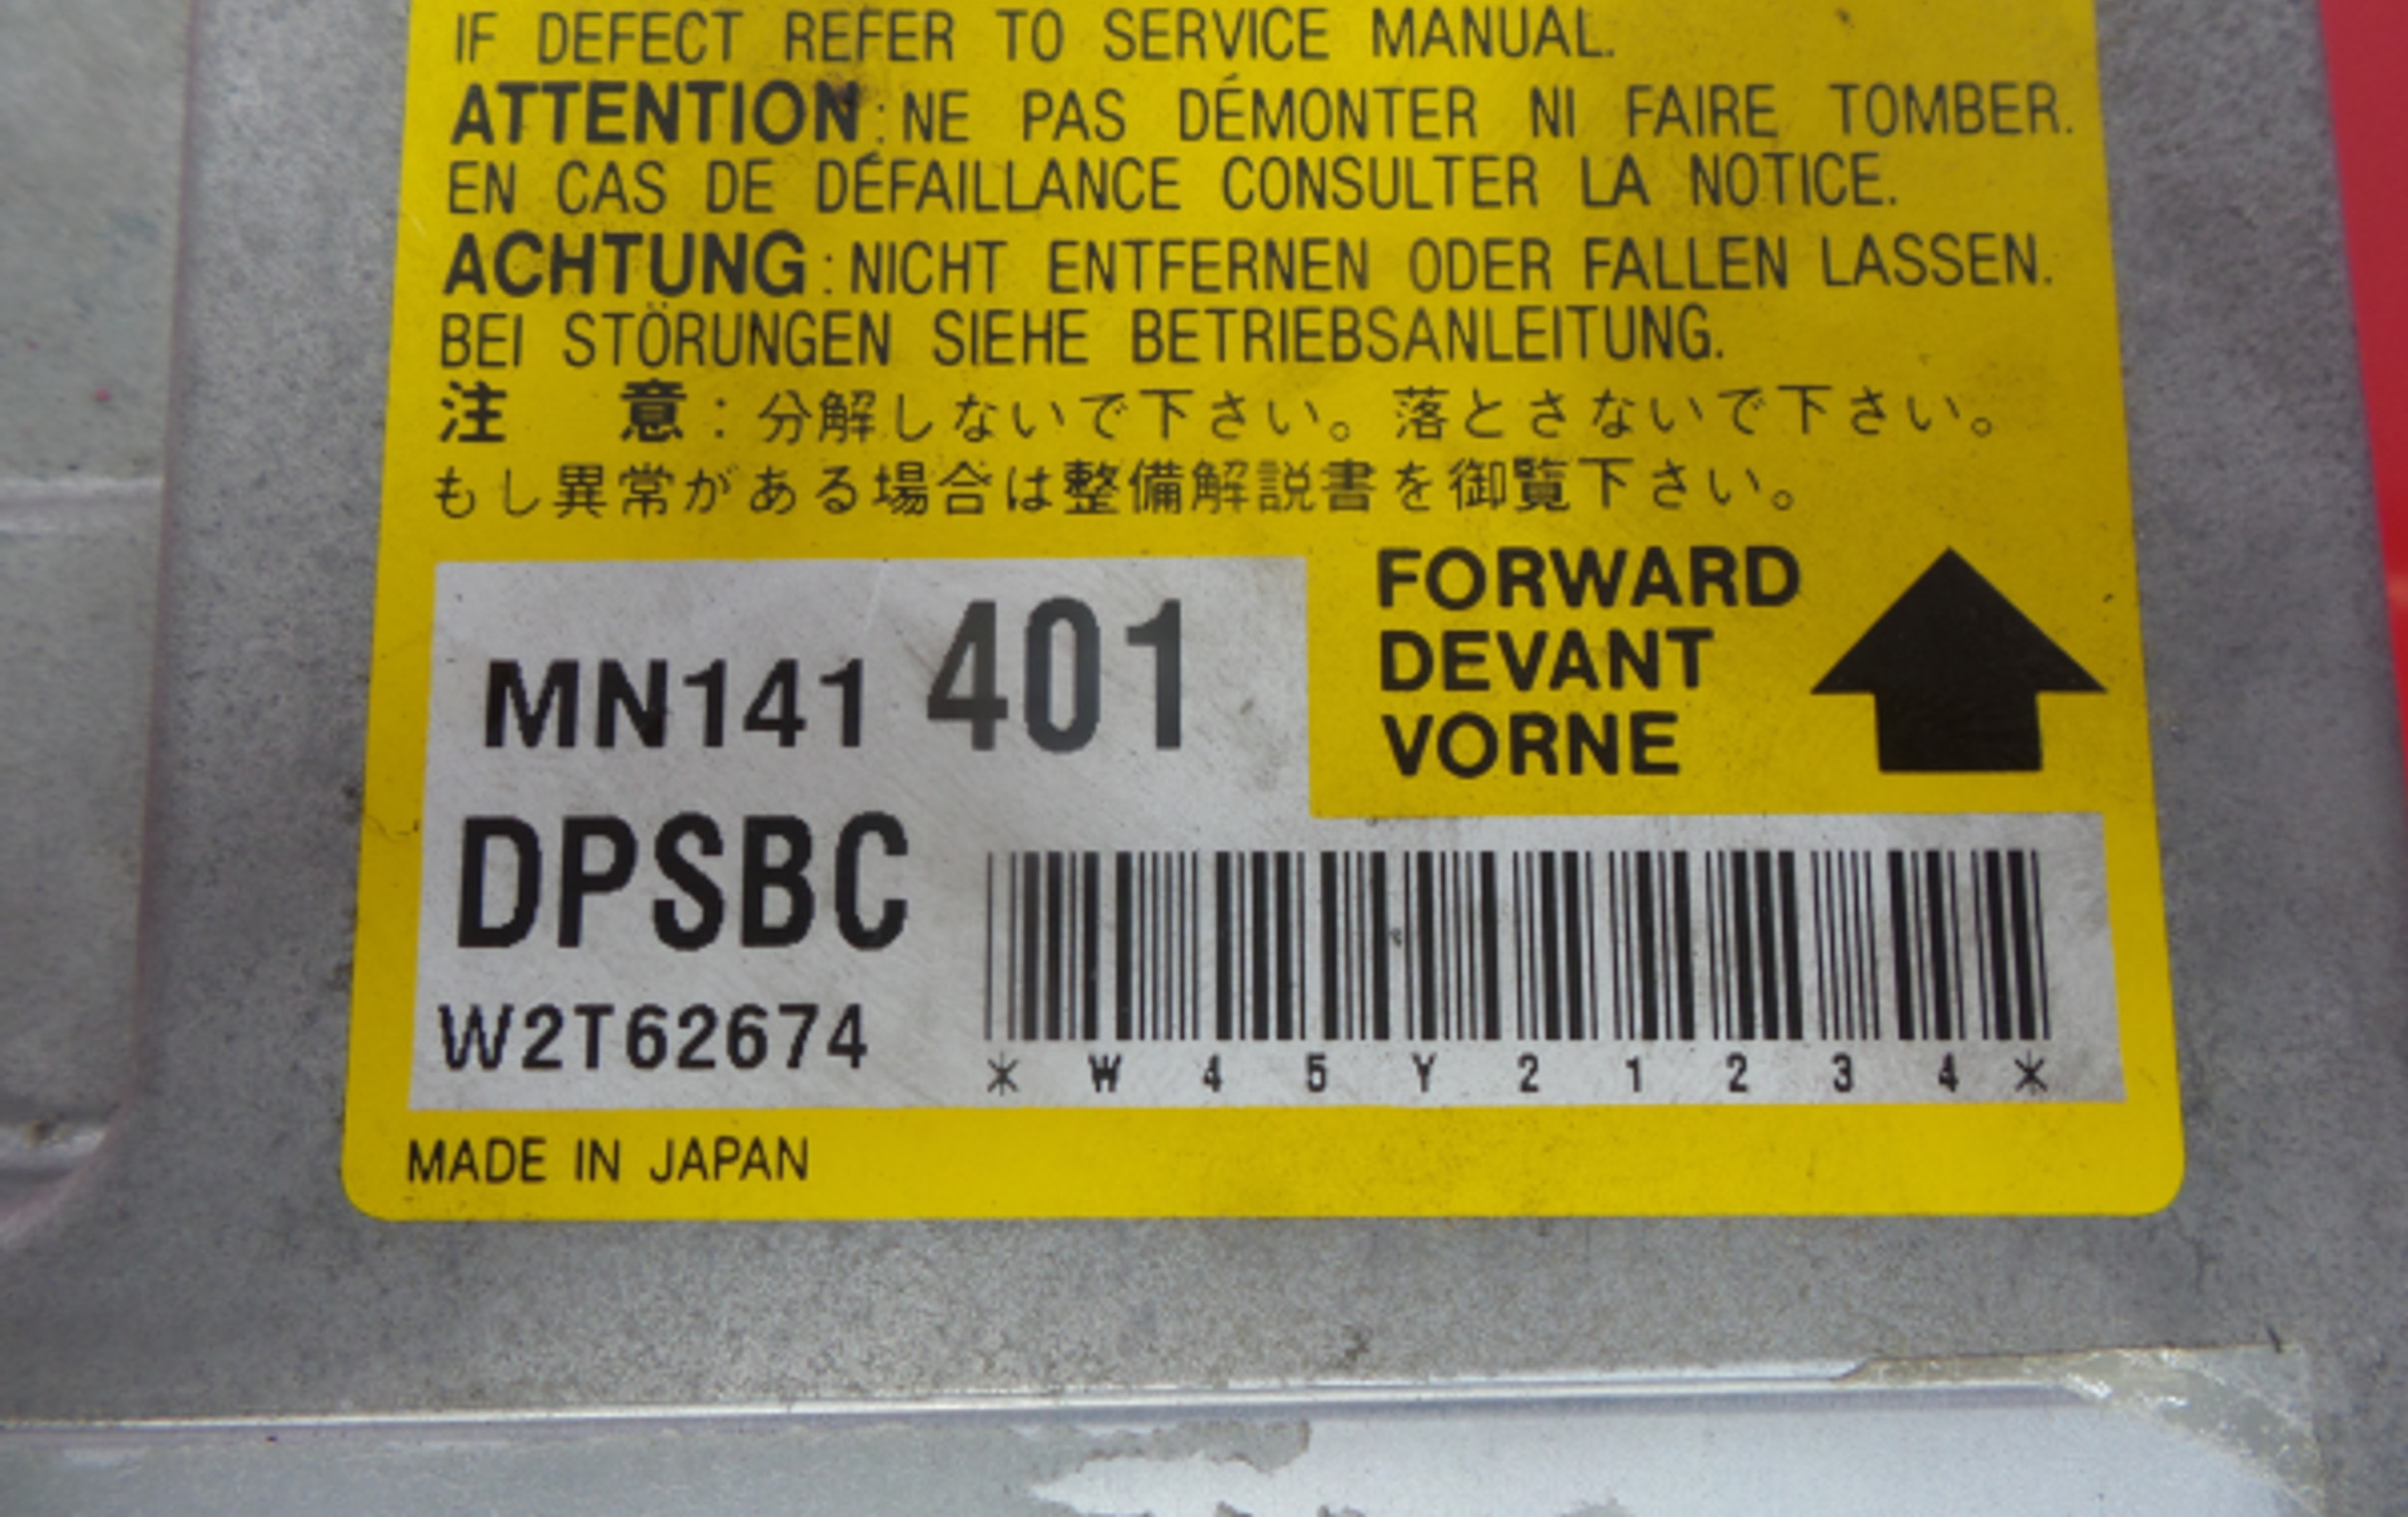 IF DEFECT REFER TO SERVICE MANUAL.
ATTENTION:NE PAS DÉMONTER NI FAIRE TOMBER.
EN CAS DE DÉFAILLANCE CONSULTER LA NOTICE.
ACHTUNG:NICHT ENTFERNEN ODER FALLEN LASSEN.
BEI STÖRUNGEN SIEHE BETRIEBSANLEITUNG.
注 意:分解しないで下さい。落とさないで下さい。
もし異常がある場合は整備解説書を御覧下さい。
FORWARD
DEVANT
VORNE
MN141 401
DPSBC
W2T62674
*W45Y21234*
MADE IN JAPAN